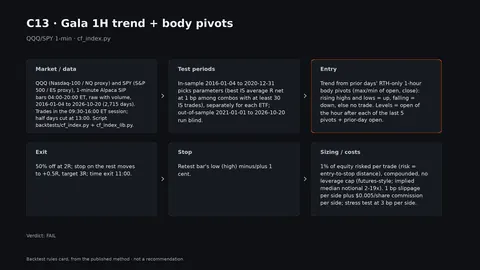 C13 · Gala 1H trend + body pivots
QQQ/SPY 1-min · cf_index.py
Market / data
QQQ (Nasdaq-100 / NQ proxy) and SPY (S&P
500 / ES proxy), 1-minute Alpaca SIP
bars 04:00-20:00 ET, raw with volume,
2016-01-04 to 2026-10-20 (2,715 days).
Trades in the 09:30-16:00 ET session;
half days cut at 13:00. Script
backtests/cf_index.py + cf_index_lib.py.
Test periods
In-sample 2016-01-04 to 2020-12-31
picks parameters (best IS average R net
at 1 bp among combos with at least 30
IS trades), separately for each ETF;
out-of-sample 2021-01-01 to 2026-10-20
run blind.
Entry
Trend from prior days' RTH-only 1-hour
body pivots (max/min of open, close):
rising highs and lows = up, falling =
down, else no trade. Levels = open of
the hour after each of the last 5
pivots + prior-day open.
Exit
50% off at 2R; stop on the rest moves
to +0.5R, target 3R; time exit 11:00.
Stop
Retest bar's low (high) minus/plus 1
cent.
Sizing / costs
1% of equity risked per trade (risk =
entry-to-stop distance), compounded, no
leverage cap (futures-style; implied
median notional 2-19x). 1 bp slippage
per side plus $0.005/share commission
per side; stress test at 3 bp per side.
Verdict: FAIL
Backtest rules card, from the published method · not a recommendation